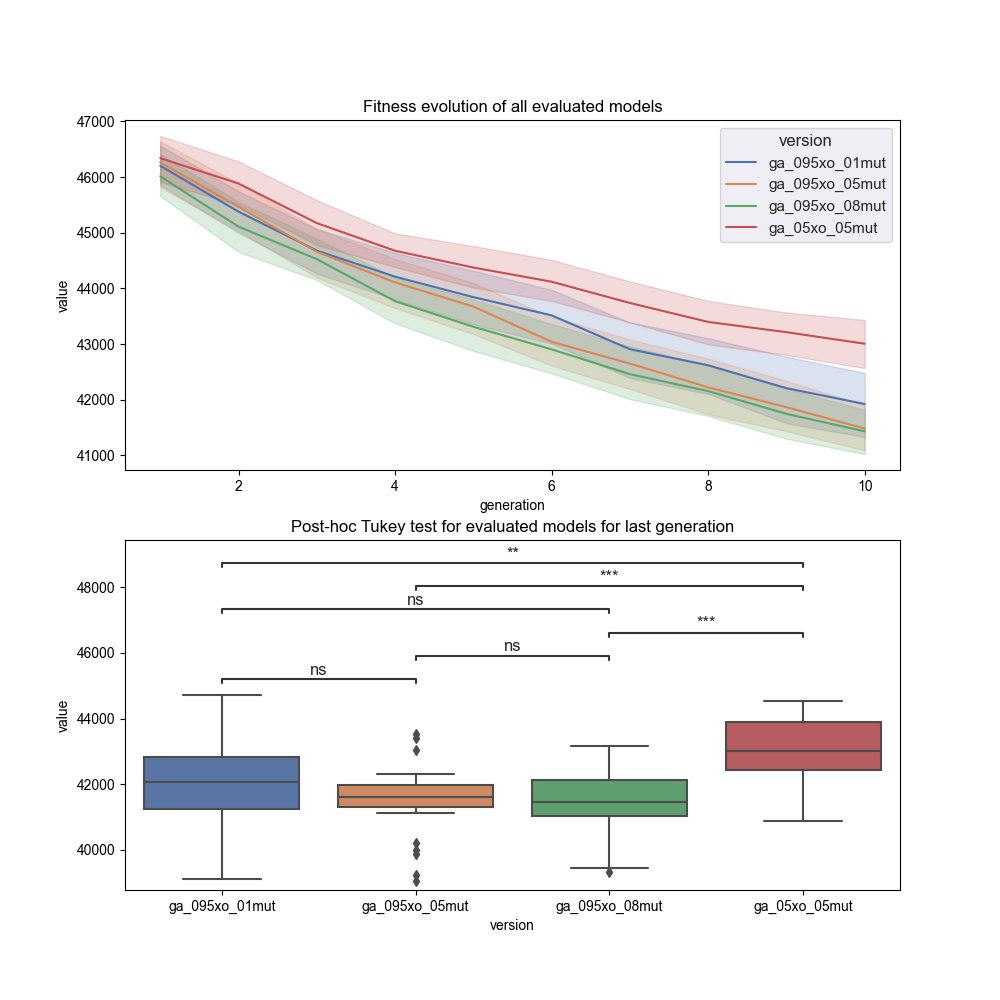 Fitness evolution of all evaluated models
47000
46000
45000
44000
43000
42000
41000
value
version
ga_095xo_01mut
ga_095xo_05mut
ga_095xo_08mut
ga_05xo_05mut
2 4 6 8 10
generation
Post-hoc Tukey test for evaluated models for last generation
48000
46000
44000
42000
40000
value
**
***
ns
***
ns
ns
ga_095xo_01mut ga_095xo_05mut ga_095xo_08mut ga_05xo_05mut
version